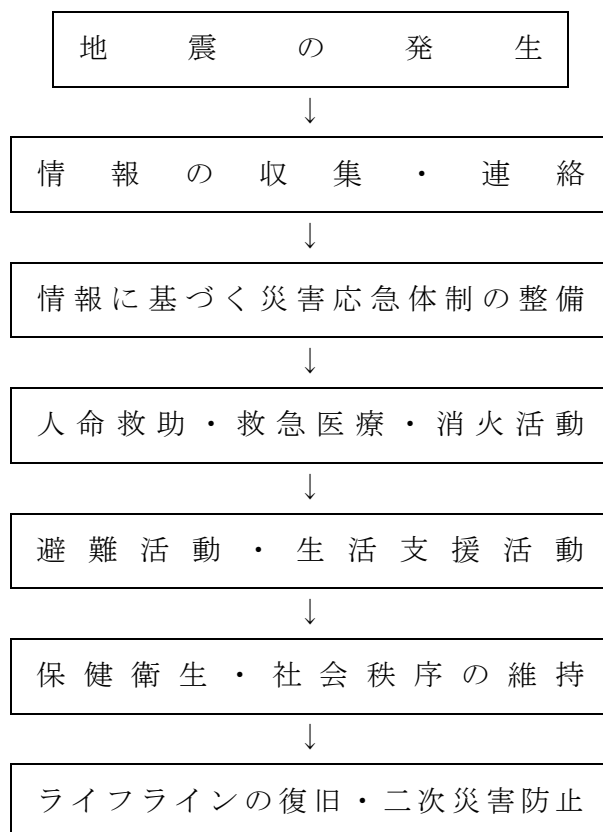 地震の発生
↓
情報の収集・連絡
↓
情報に基づく災害応急体制の整備
↓
人命救助・救急医療・消火活動
↓
避難活動・生活支援活動
↓
保健衛生・社会秩序の維持
↓
ライフラインの復旧・二次災害防止